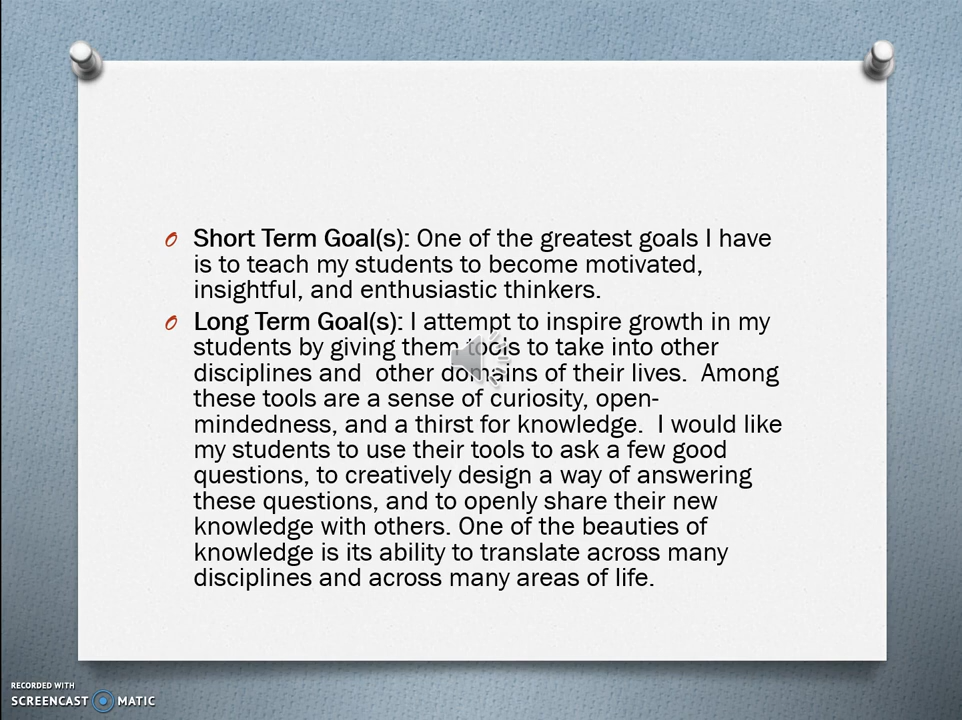 Short Term Goal(s): One of the greatest goals I have
is to teach my students to become motivated,
insightful, and enthusiastic thinkers.
Long Term Goal(s): I attempt to inspire growth in my
students by giving them tools to take into other
disciplines and  other domains of their lives.  Among
these tools are a sense of curiosity, open-
mindedness, and a thirst for knowledge.  I would like
my students to use their tools to ask a few good
questions, to creatively design a way of answering
these questions, and to openly share their new
knowledge with others. One of the beauties of
knowledge is its ability to translate across many
disciplines and across many areas of life.
RECORDED WITH
SCREENCAST MATIC